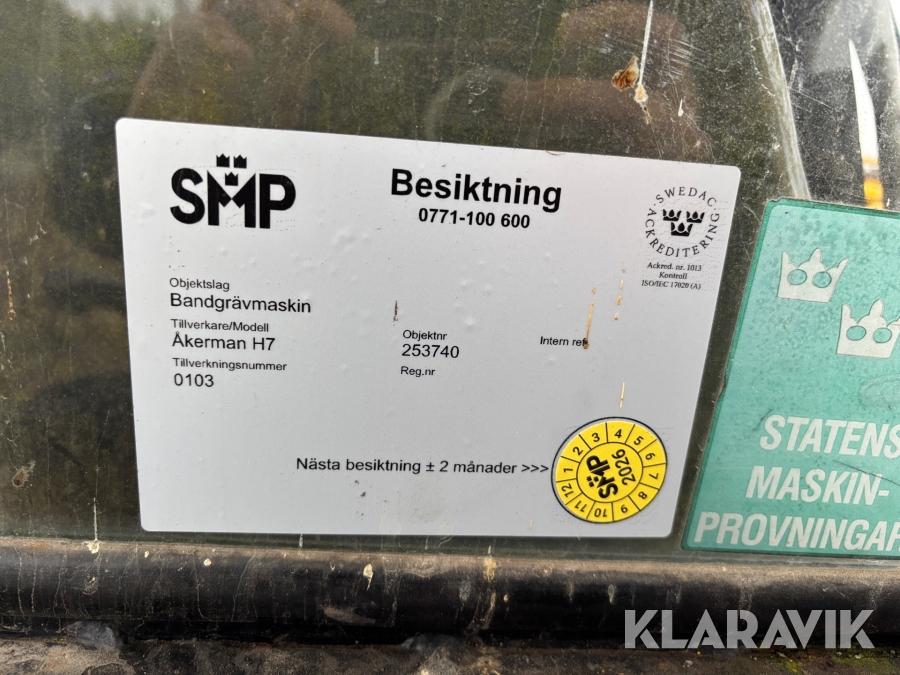 SMP
Besiktning
0771-100 600
SWEDAC
ACKREDITERING
Ackred. nr. 1013
Kontroll
ISO/IEC 17020 (A)
Objektslag
Bandgrävmaskin
Tillverkare/Modell
Åkerman H7
Tillverkningsnummer
0103
Objektnr
253740
Reg.nr
Intern ref
Nästa besiktning ± 2 månader >>>
1 2 3 4 5 6 7 8 9 10 11 12
SMP
2026
STATENS
MASKIN-
PROVNINGAR
KLARAVIK